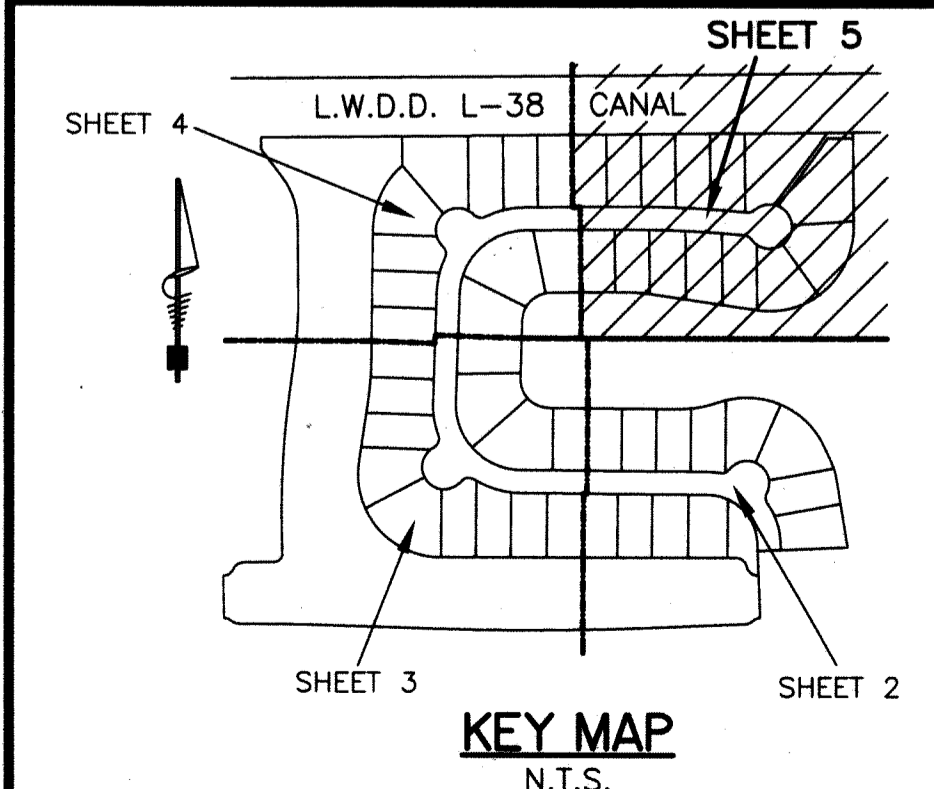 SHEET 5
L.W.D.D. L-38 CANAL
SHEET 4
SHEET 3
SHEET 2
KEY MAP
N.T.S.